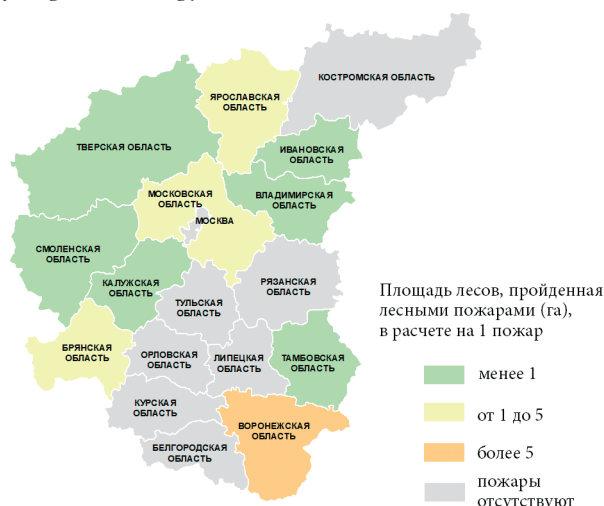 КОСТРОМСКАЯ ОБЛАСТЬ
ЯРОСЛАВСКАЯ
ОБЛАСТЬ
ТВЕРСКАЯ ОБЛАСТЬ
ИВАНОВСКАЯ
ОБЛАСТЬ
МОСКОВСКАЯ
ОБЛАСТЬ
ВЛАДИМИРСКАЯ
ОБЛАСТЬ
МОСКВА
СМОЛЕНСКАЯ
ОБЛАСТЬ
КАЛУЖСКАЯ
ОБЛАСТЬ
РЯЗАНСКАЯ
ОБЛАСТЬ
ТУЛЬСКАЯ
ОБЛАСТЬ
БРЯНСКАЯ
ОБЛАСТЬ
ОРЛОВСКАЯ
ОБЛАСТЬ
ЛИПЕЦКАЯ
ОБЛАСТЬ
ТАМБОВСКАЯ
ОБЛАСТЬ
КУРСКАЯ
ОБЛАСТЬ
ВОРОНЕЖСКАЯ
ОБЛАСТЬ
БЕЛГОРОДСКАЯ
ОБЛАСТЬ
Площадь лесов, пройденная
лесными пожарами (га),
в расчете на 1 пожар
менее 1
от 1 до 5
более 5
пожары
отсутствуют